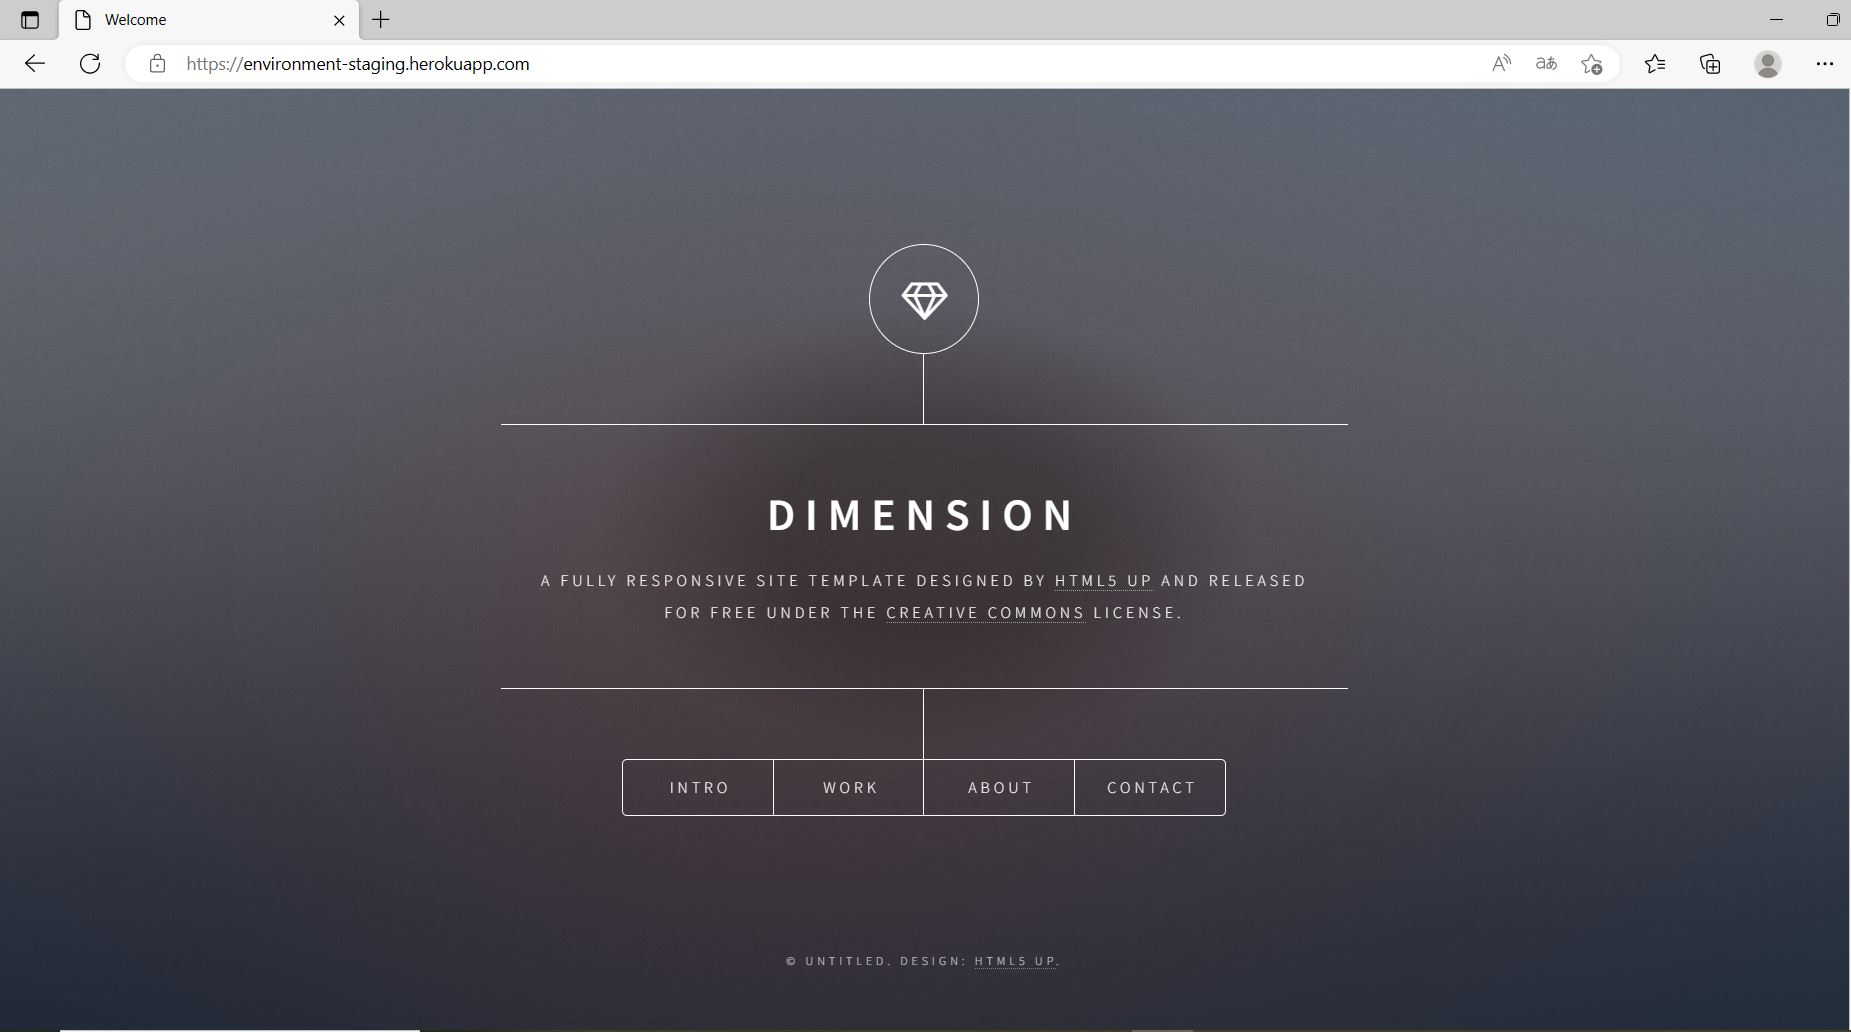 Welcome
https://environment-staging.herokuapp.com
DIMENSION
A FULLY RESPONSIVE SITE TEMPLATE DESIGNED BY HTML5 UP AND RELEASED
FOR FREE UNDER THE CREATIVE COMMONS LICENSE.
INTRO WORK ABOUT CONTACT
© UNTITLED. DESIGN: HTML5 UP.